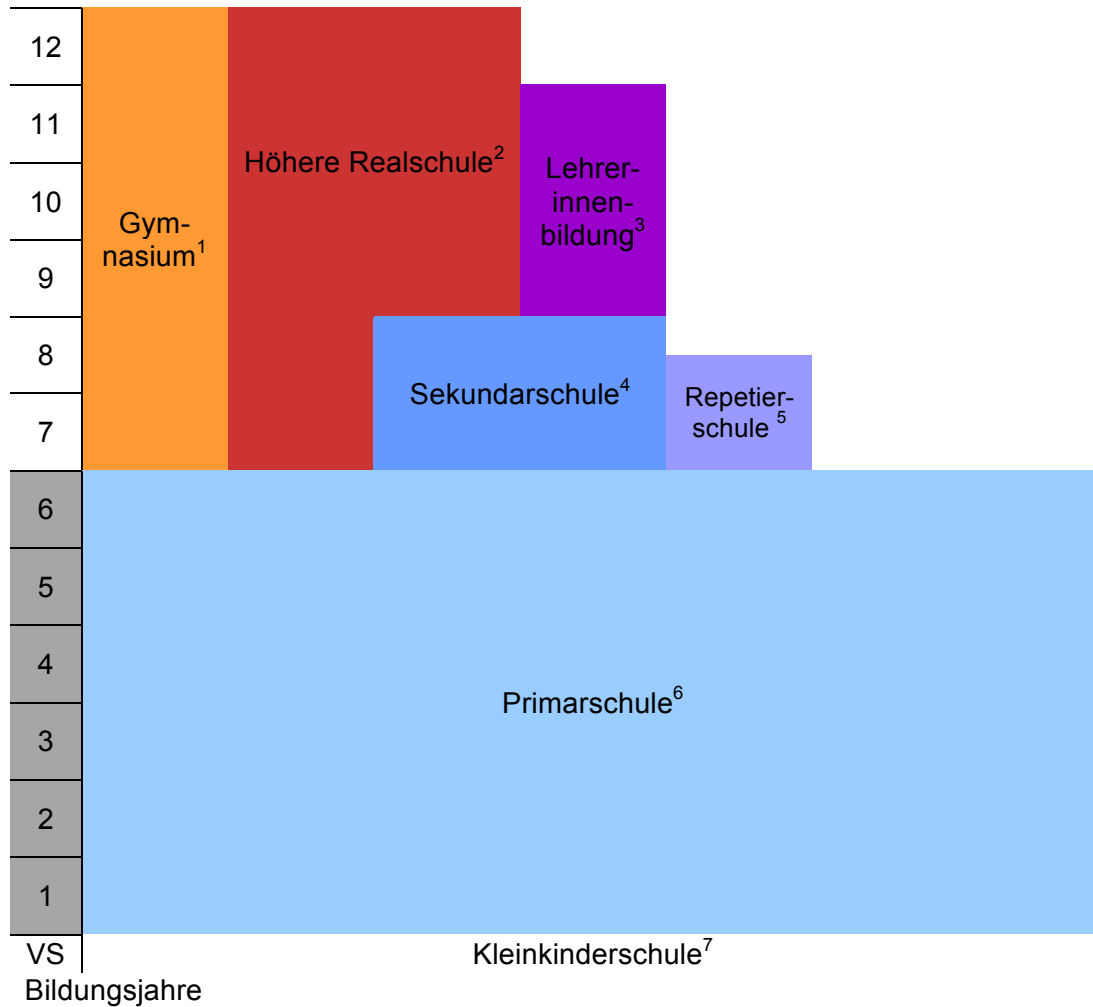 12
11
Höhere Realschule²
Lehrer-
innen-
bildung³
10
Gym-
nasium¹
9
8
Sekundarschule⁴
Repetier-
schule ⁵
7
6
5
4
Primarschule⁶
3
2
1
VS
Kleinkinderschule⁷
Bildungsjahre